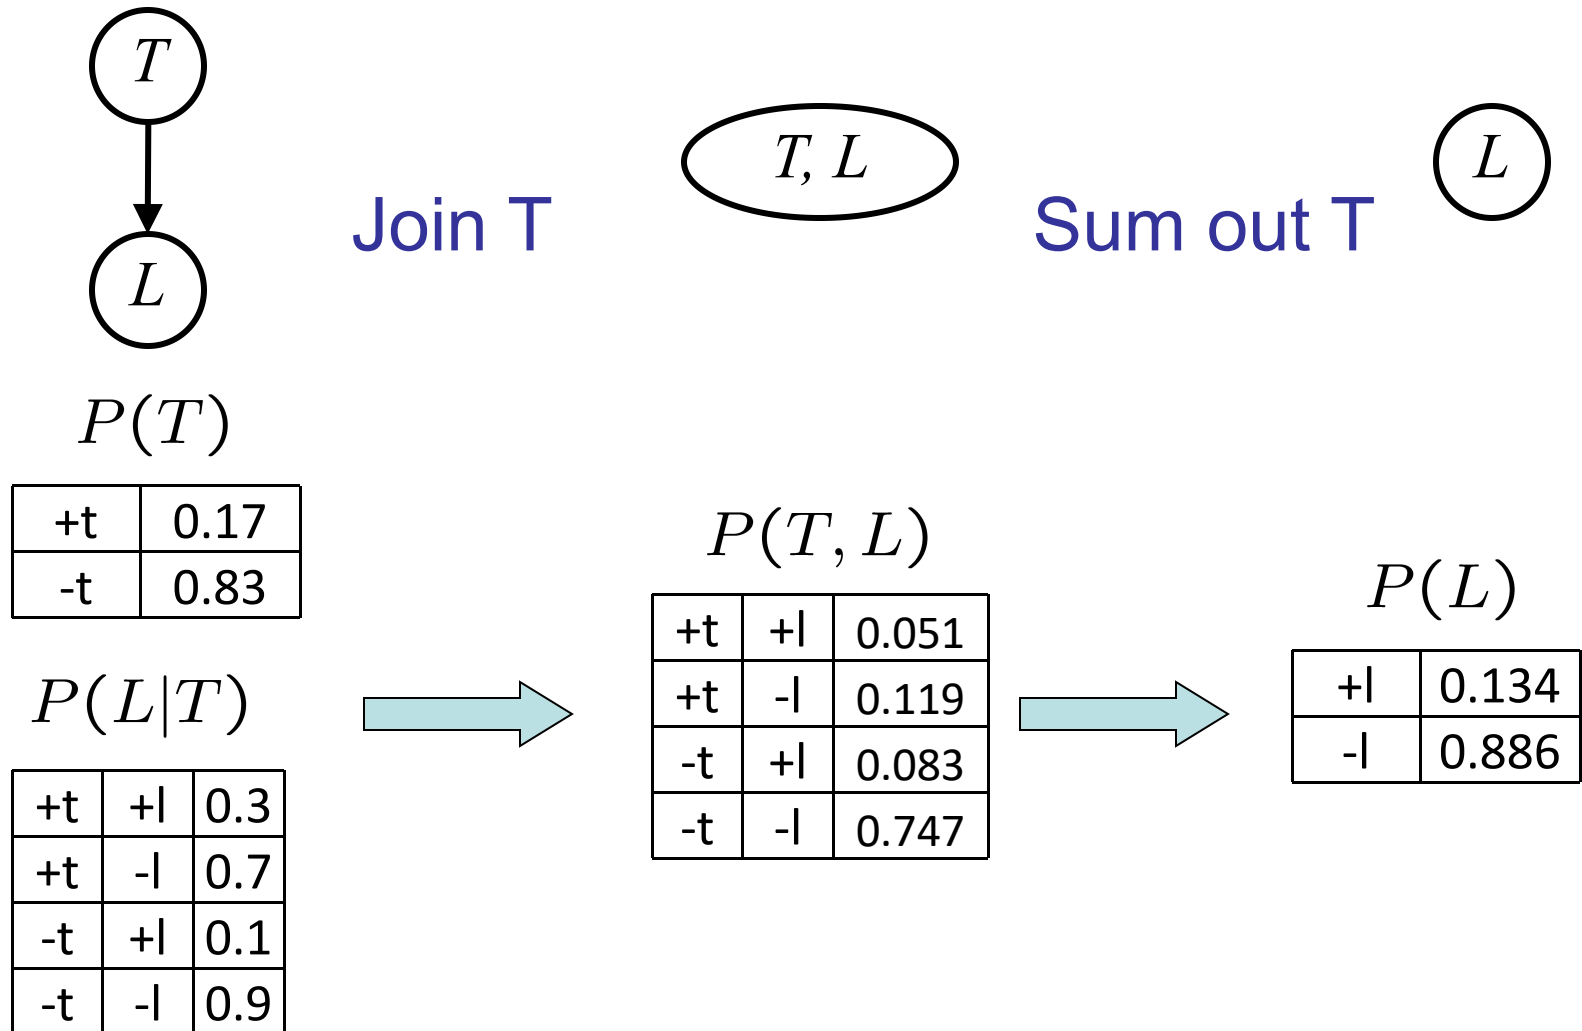 T
L
Join T
T, L
Sum out T
L
P(T)
+t 0.17
-t 0.83
P(L|T)
+t +l 0.3
+t -l 0.7
-t +l 0.1
-t -l 0.9
P(T, L)
+t +l 0.051
+t -l 0.119
-t +l 0.083
-t -l 0.747
P(L)
+l 0.134
-l 0.886